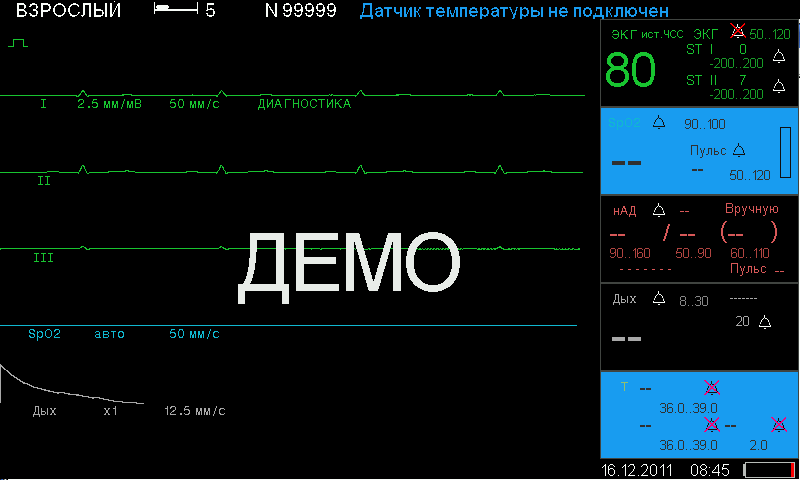 ВЗРОСЛЫЙ 5 N 99999 Датчик температуры не подключен
ЭКГ ист.ЧСС ЭКГ 50..120
80 ST I 0
-200..200
ST II 7
-200..200
I 2.5 мм/мВ 50 мм/с ДИАГНОСТИКА
SpO2 90..100
-- Пульс
-- 50..120
II
нАД -- Вручную
-- / -- (--)
90..160 50..90 60..110
------- Пульс --
III
ДЕМО
Дых 8..30 -------
-- 20
SpO2 авто 50 мм/с
T --
36.0..39.0
-- --
36.0..39.0 2.0
Дых x1 12.5 мм/с
16.12.2011 08:45